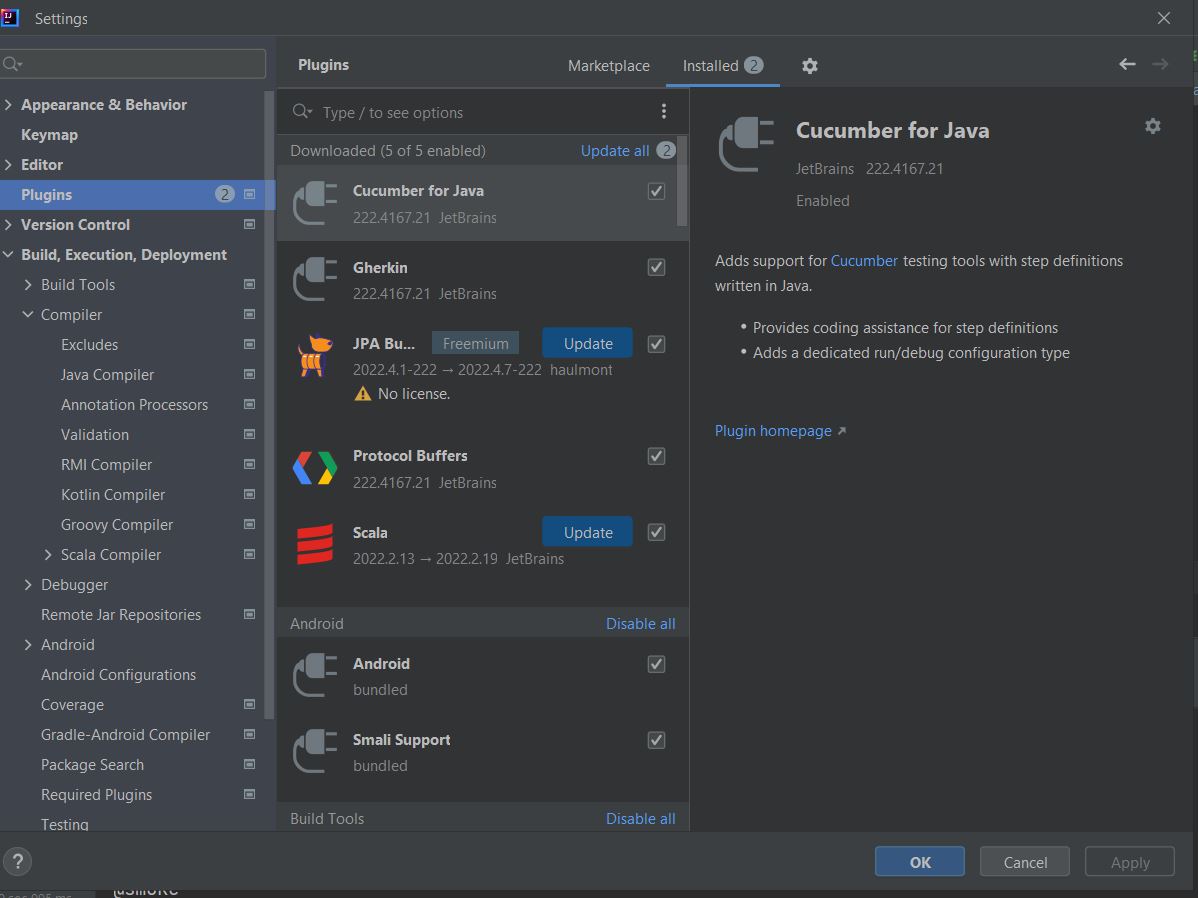 Settings
Appearance & Behavior
Keymap
Editor
Plugins 2
Version Control
Build, Execution, Deployment
Build Tools
Compiler
Excludes
Java Compiler
Annotation Processors
Validation
RMI Compiler
Kotlin Compiler
Groovy Compiler
Scala Compiler
Debugger
Remote Jar Repositories
Android
Android Configurations
Coverage
Gradle-Android Compiler
Package Search
Required Plugins
Testing
Plugins
Marketplace
Installed 2
Type / to see options
Downloaded (5 of 5 enabled) Update all 2
Cucumber for Java
222.4167.21 JetBrains
Gherkin
222.4167.21 JetBrains
JPA Bu... Freemium Update
2022.4.1-222 → 2022.4.7-222 haulmont
No license.
Protocol Buffers
222.4167.21 JetBrains
Scala Update
2022.2.13 → 2022.2.19 JetBrains
Android Disable all
Android
bundled
Smali Support
bundled
Build Tools Disable all
Cucumber for Java
JetBrains 222.4167.21
Enabled
Adds support for Cucumber testing tools with step definitions
written in Java.
• Provides coding assistance for step definitions
• Adds a dedicated run/debug configuration type
Plugin homepage ↗
?
OK
Cancel
Apply